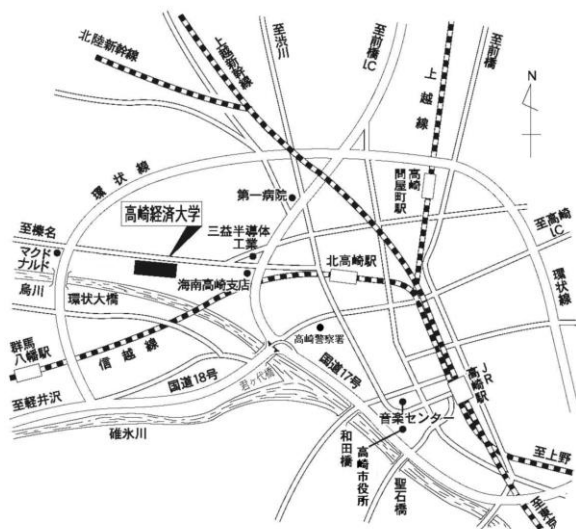 北陸新幹線
上越新幹線
至渋川
至前橋I.C
上越線
至前橋
N
環状線
第一病院
高崎問屋町駅
高崎経済大学
三益半導体
工業
至榛名
マクド
ナルド
烏川
環状大橋
海南高崎支店
北高崎駅
至高崎I.C
環状線
群馬
八幡駅
信越線
高崎警察署
国道18号
君ヶ代橋
国道17号
JR高崎駅
至軽井沢
碓氷川
音楽センター
和田橋
高崎市役所
聖石橋
至上野